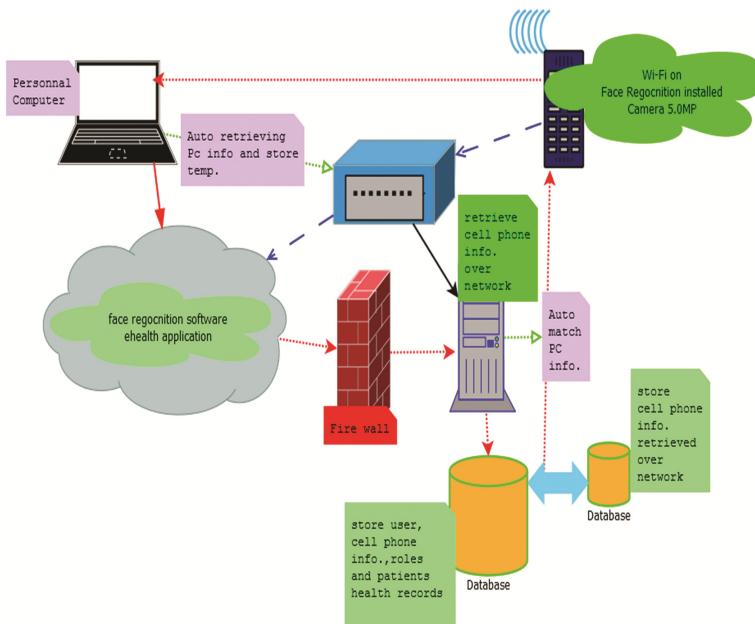 Personnal
Computer
Wi-Fi on
Face Regocnition installed
Camera 5.0MP
Auto retrieving
Pc info and store
temp.
retrieve
cell phone
info.
over
network
face regocnition software
ehealth application
Auto
match
PC
info.
Fire wall
store
cell phone
info.
retrieved
over
network
Database
store user,
cell phone
info.,roles
and patients
health records
Database